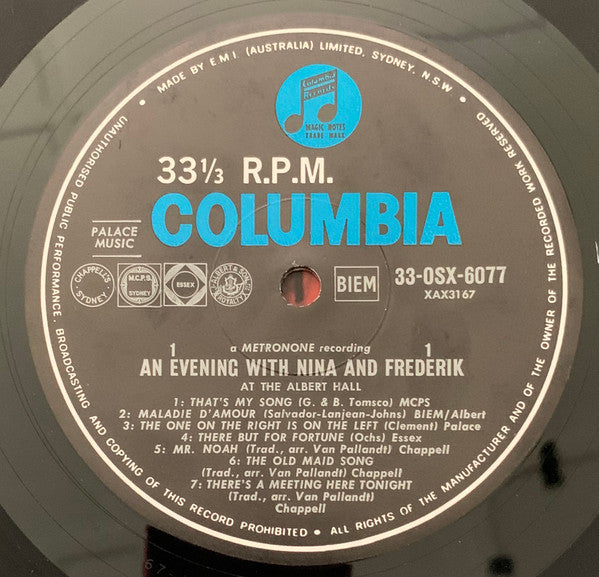 • MADE BY E.M.I (AUSTRALIA) LIMITED, SYDNEY, N.S.W •
ALL RIGHTS OF THE MANUFACTURER AND OF THE OWNER OF THE RECORDED WORK RESERVED
UNAUTHORISED PUBLIC PERFORMANCE, BROADCASTING AND COPYING OF THIS RECORD PROHIBITED •
Columbia
Records
MAGIC NOTES
TRADE MARK
33⅓ R.P.M.
COLUMBIA
PALACE
MUSIC
CHAPPELL'S
SYDNEY
M.C.P.S.
SYDNEY
ESSEX
ALBERT & SON
ROYALTY
BIEM
33-OSX-6077
XAX3167
1 a METRONONE recording 1
AN EVENING WITH NINA AND FREDERIK
AT THE ALBERT HALL
1: THAT'S MY SONG (G. & B. Tomsco) MCPS
2: MALADIE D'AMOUR (Salvador-Lanjean-Johns) BIEM/Albert
3: THE ONE ON THE RIGHT IS ON THE LEFT (Clement) Palace
4: THERE BUT FOR FORTUNE (Ochs) Essex
5: MR. NOAH (Trad., arr. Van Pallandt) Chappell
6: THE OLD MAID SONG
(Trad., arr. Van Pallandt) Chappell
7: THERE'S A MEETING HERE TONIGHT
(Trad., arr. Van Pallandt)
Chappell